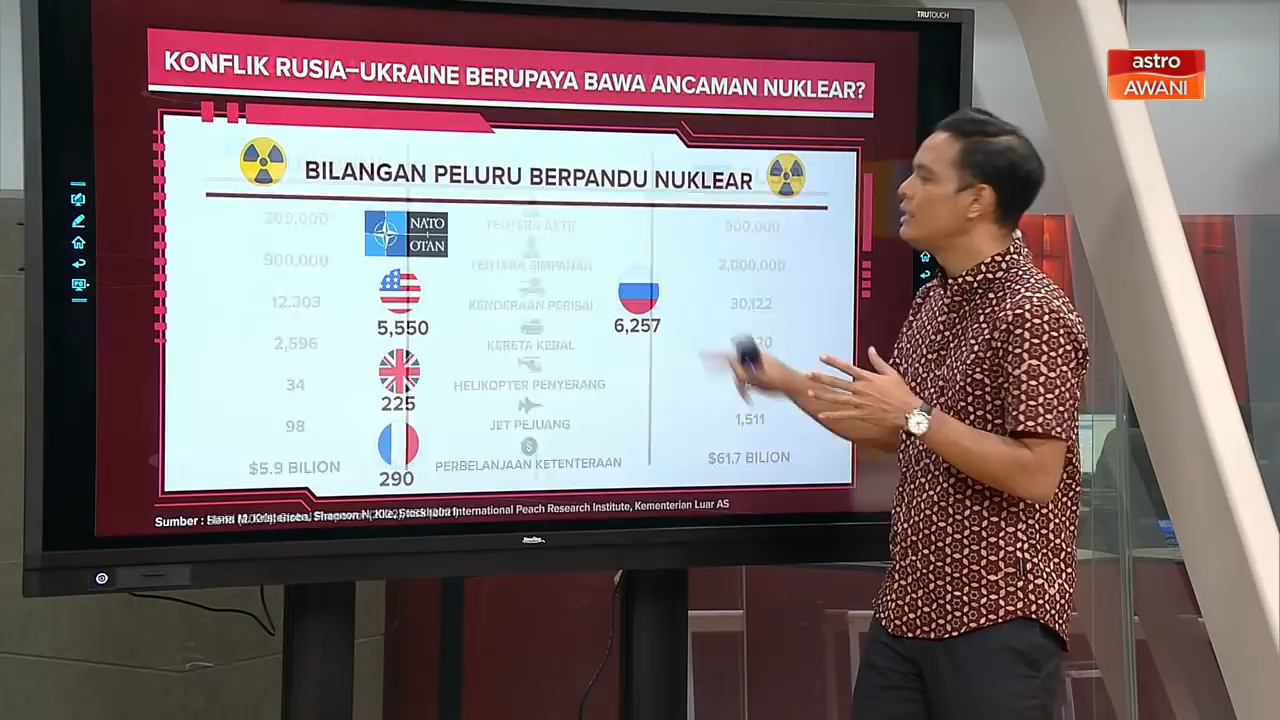 TRUTOUCH
astro
AWANI
KONFLIK RUSIA–UKRAINE BERUPAYA BAWA ANCAMAN NUKLEAR?
BILANGAN PELURU BERPANDU NUKLEAR
200,000
NATO
OTAN
TENTERA AKTIF
900,000
900,000
TENTERA SIMPANAN
2,000,000
12.303
KENDERAAN PERISAI
30,122
5,550
6,257
2,596
KERETA KEBAL
34
HELIKOPTER PENYERANG
225
98
JET PEJUANG
1,511
$
$5.9 BILION
PERBELANJAAN KETENTERAAN
$61.7 BILION
290
Sumber : International Peach Research Institute, Kementerian Luar AS